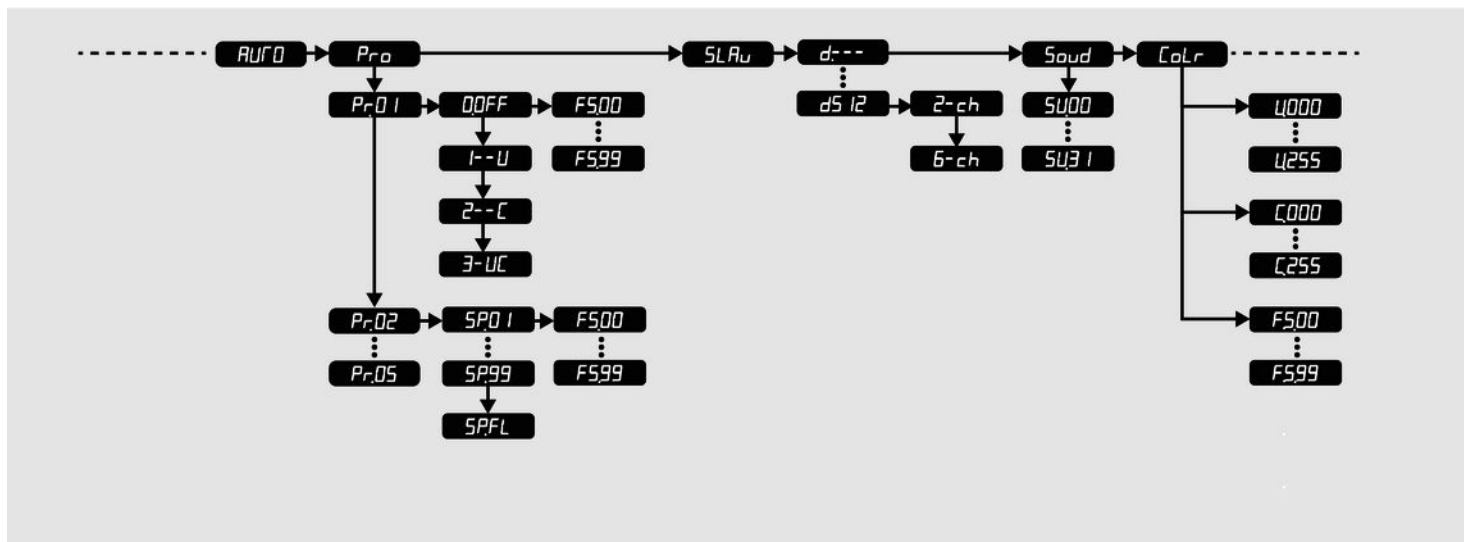 AUTO Pro SLAv d.--- Soud CoLr
Pr.01 0.OFF FS.00 dS12 2-ch SU.00 U.000
1--U FS.99 6-ch SU.31 U.255
2--C C.000
3-UC C.255
Pr.02 SP.01 FS.00 FS.00
Pr.05 SP.99 FS.99 FS.99
SP.FL